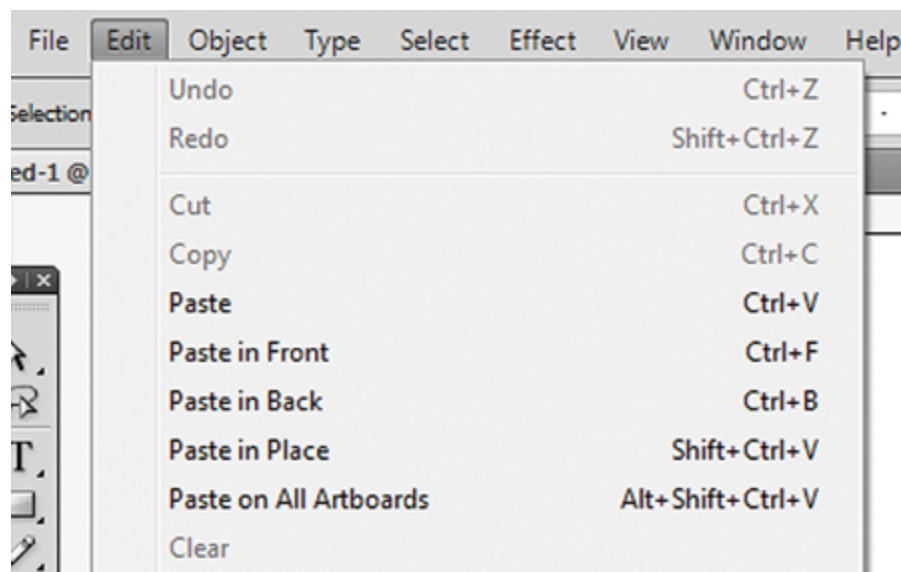 File Edit Object Type Select Effect View Window Help
Undo Ctrl+Z
Selection
Redo Shift+Ctrl+Z
ed-1 @
Cut Ctrl+X
Copy Ctrl+C
Paste Ctrl+V
Paste in Front Ctrl+F
Paste in Back Ctrl+B
Paste in Place Shift+Ctrl+V
T
Paste on All Artboards Alt+Shift+Ctrl+V
Clear